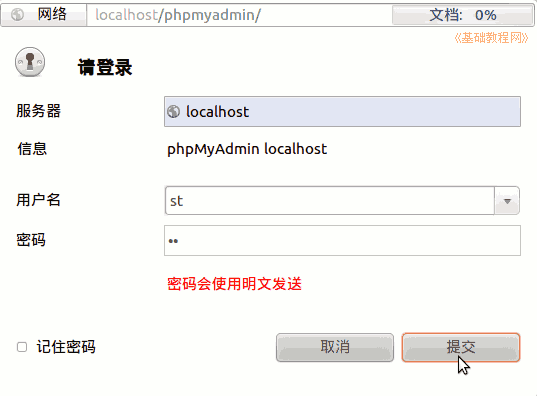 网络 localhost/phpmyadmin/ 文档: 0%
《基础教程网》
请登录
服务器 localhost
信息 phpMyAdmin localhost
用户名 st
密码 ••
密码会使用明文发送
记住密码 取消 提交